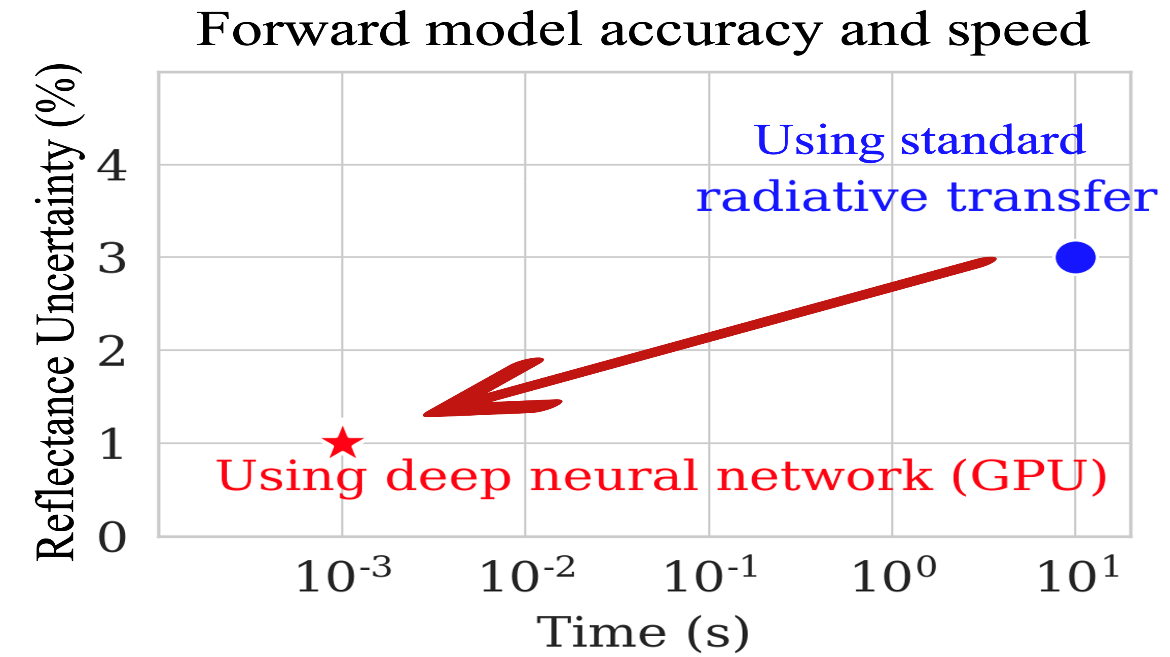 Forward model accuracy and speed
Reflectance Uncertainty (%)
4
3
2
1
0
Using standard
radiative transfer
Using deep neural network (GPU)
10⁻³ 10⁻² 10⁻¹ 10⁰ 10¹
Time (s)